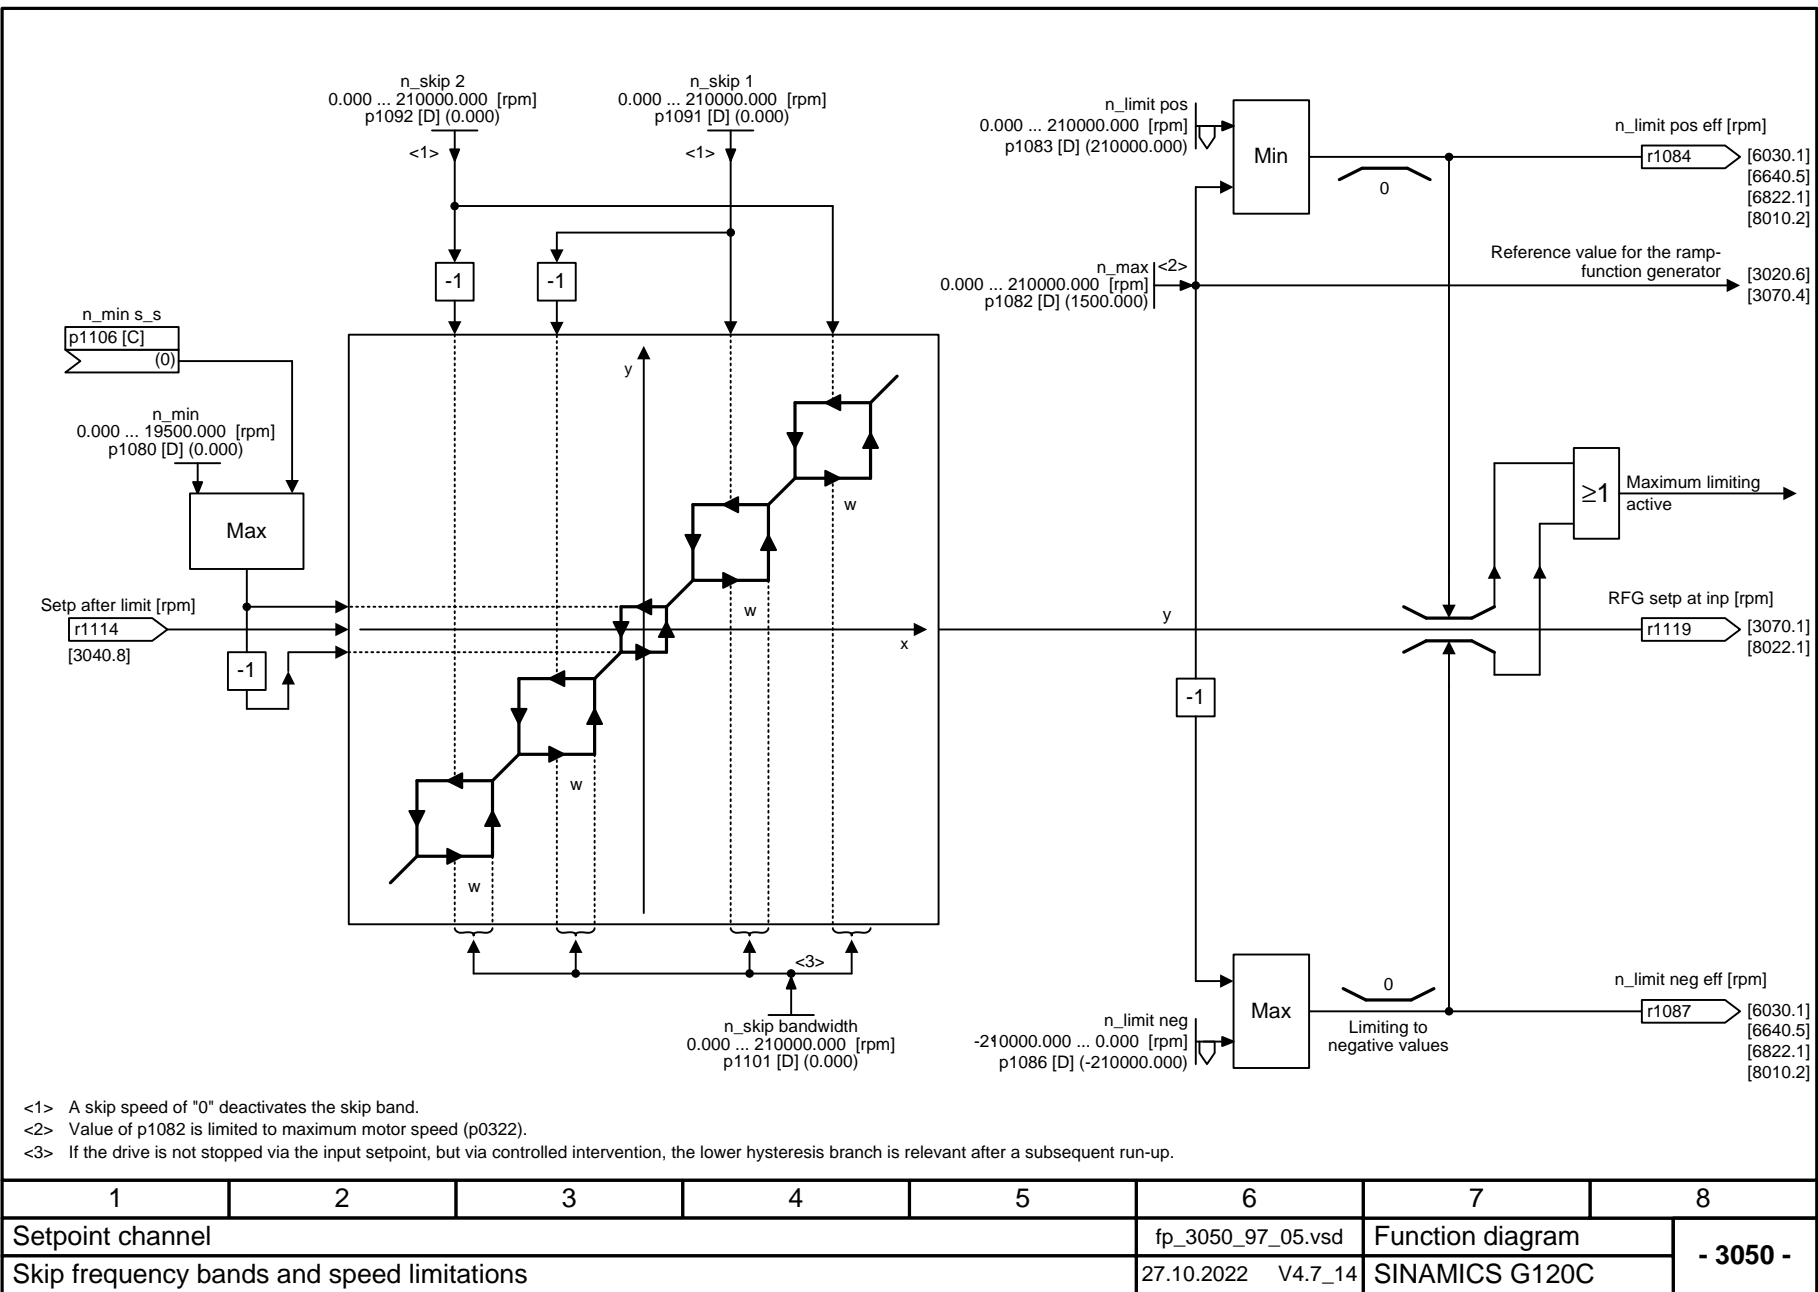 n_skip 2
0.000 ... 210000.000 [rpm]
p1092 [D] (0.000)
<1>
n_skip 1
0.000 ... 210000.000 [rpm]
p1091 [D] (0.000)
<1>
n_limit pos
0.000 ... 210000.000 [rpm]
p1083 [D] (210000.000)
Min
0
n_limit pos eff [rpm]
r1084
[6030.1]
[6640.5]
[6822.1]
[8010.2]
Reference value for the ramp-
function generator
[3020.6]
[3070.4]
n_max
<2>
0.000 ... 210000.000 [rpm]
p1082 [D] (1500.000)
-1
-1
n_min s_s
p1106 [C]
(0)
n_min
0.000 ... 19500.000 [rpm]
p1080 [D] (0.000)
Max
Setp after limit [rpm]
r1114
[3040.8]
-1
y
x
w
w
w
w
y
-1
≥1
Maximum limiting
active
RFG setp at inp [rpm]
r1119
[3070.1]
[8022.1]
<3>
n_skip bandwidth
0.000 ... 210000.000 [rpm]
p1101 [D] (0.000)
n_limit neg
-210000.000 ... 0.000 [rpm]
p1086 [D] (-210000.000)
Max
0
Limiting to
negative values
n_limit neg eff [rpm]
r1087
[6030.1]
[6640.5]
[6822.1]
[8010.2]
<1> A skip speed of "0" deactivates the skip band.
<2> Value of p1082 is limited to maximum motor speed (p0322).
<3> If the drive is not stopped via the input setpoint, but via controlled intervention, the lower hysteresis branch is relevant after a subsequent run-up.
1 2 3 4 5 6 7 8
Setpoint channel
fp_3050_97_05.vsd
Function diagram
- 3050 -
Skip frequency bands and speed limitations
27.10.2022 V4.7_14
SINAMICS G120C